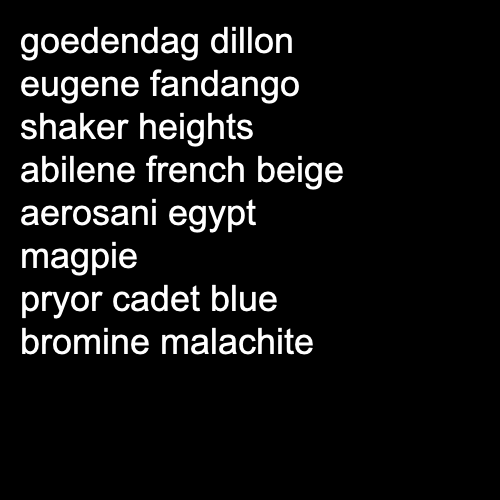 goedendag dillon
eugene fandango
shaker heights
abilene french beige
aerosani egypt
magpie
pryor cadet blue
bromine malachite